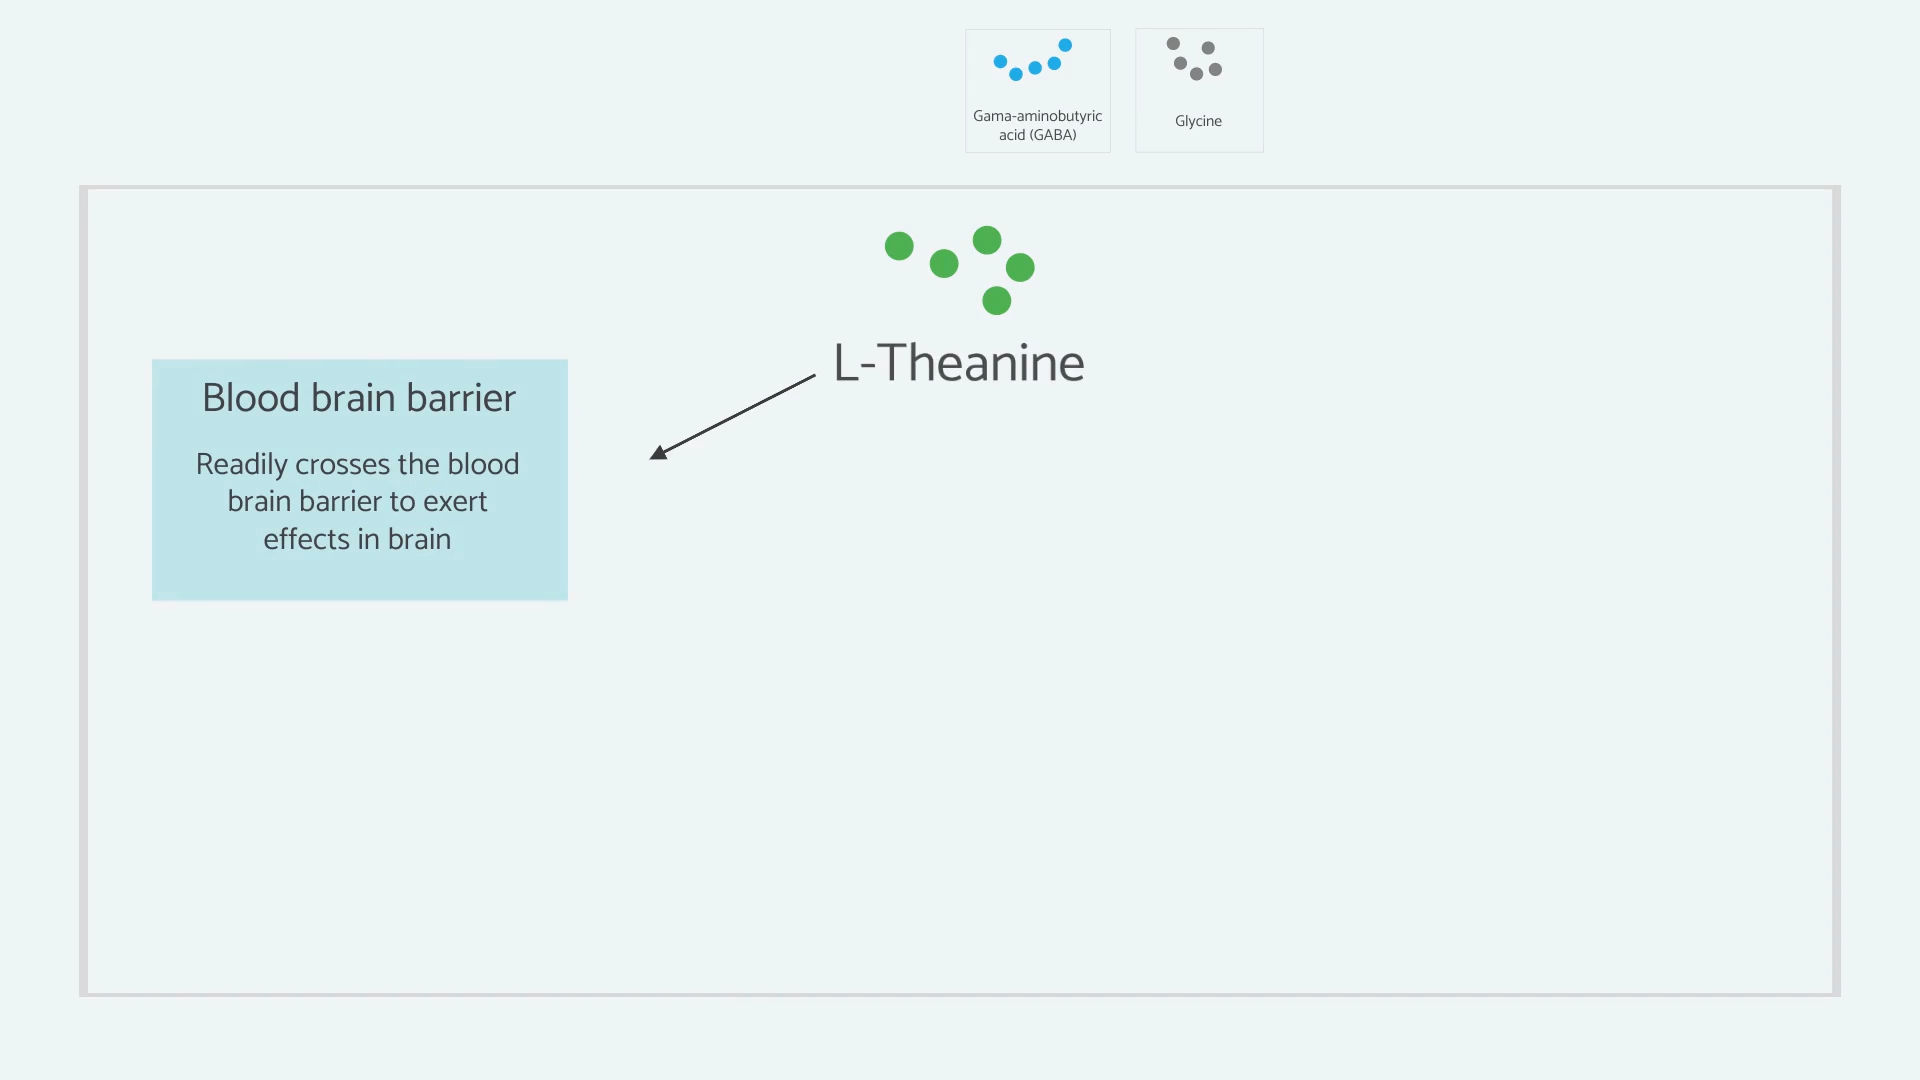 Gama-aminobutyric
acid (GABA)
Glycine
L-Theanine
Blood brain barrier
Readily crosses the blood
brain barrier to exert
effects in brain